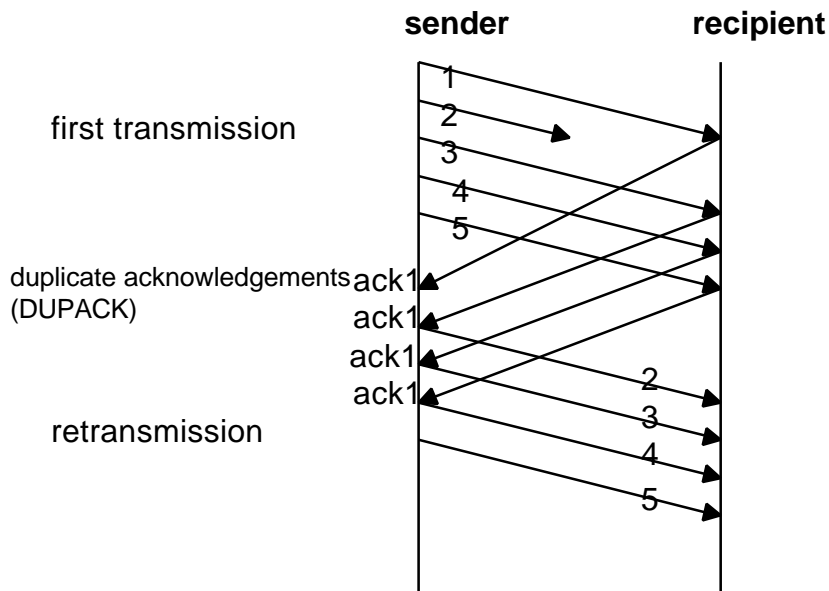 sender recipient
1
2
first transmission
3
4
5
duplicate acknowledgements
(DUPACK)
ack1
ack1
ack1
ack1
2
3
retransmission
4
5